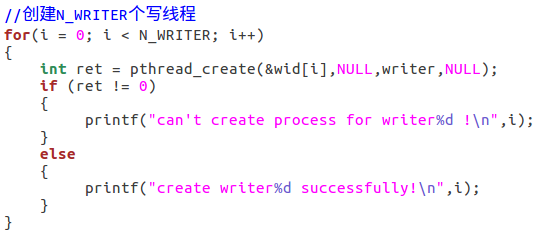 //创建N_WRITER个写线程
for(i = 0; i < N_WRITER; i++)
{
    int ret = pthread_create(&wid[i],NULL,writer,NULL);
    if (ret != 0)
    {
         printf("can't create process for writer%d !\n",i);
    }
    else
    {
         printf("create writer%d successfully!\n",i);
    }
}